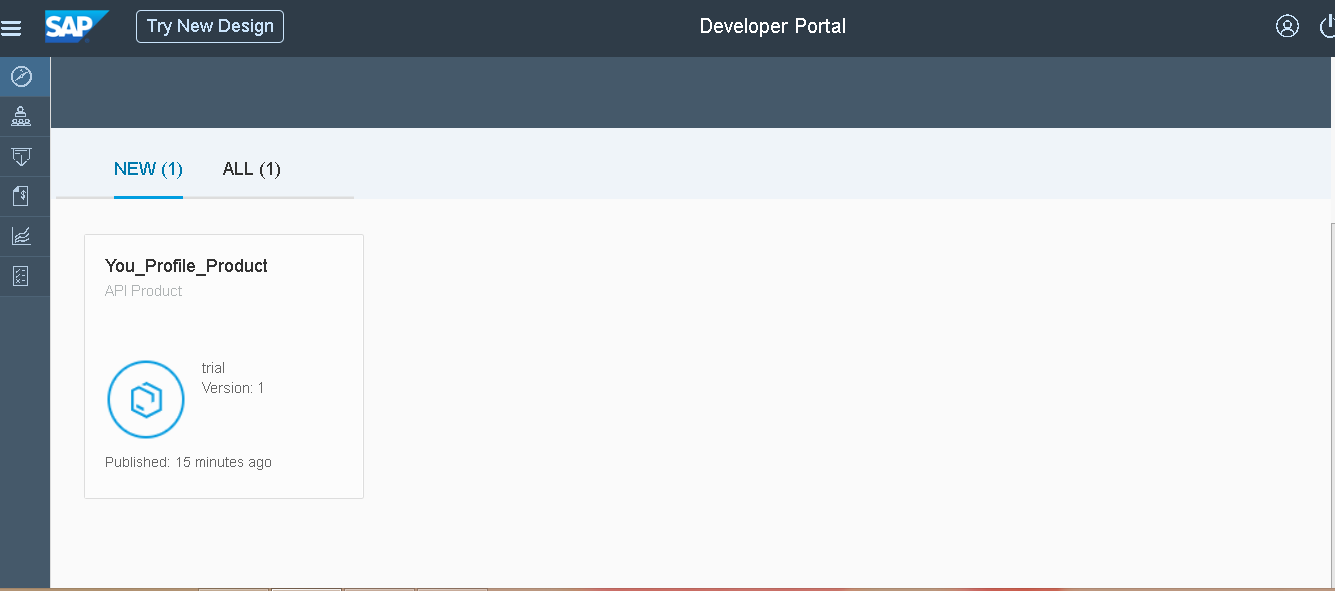 SAP
Try New Design
Developer Portal
NEW (1)
ALL (1)
You_Profile_Product
API Product
trial
Version: 1
Published: 15 minutes ago